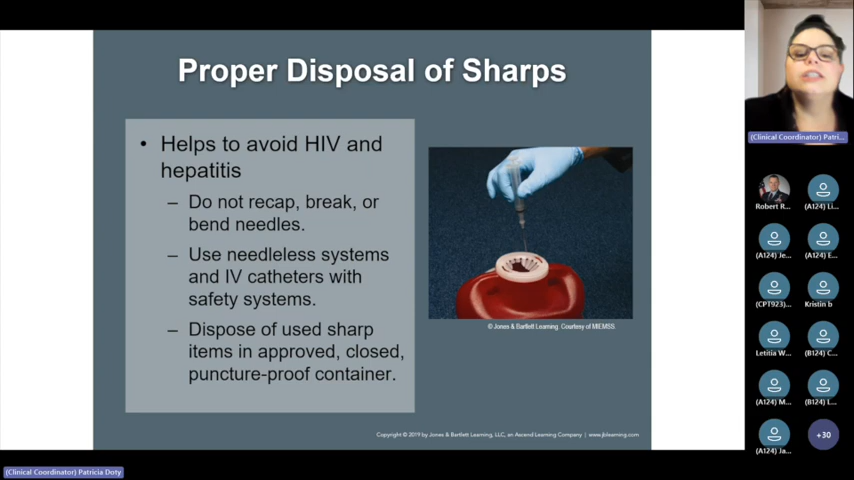 Proper Disposal of Sharps
• Helps to avoid HIV and
hepatitis
– Do not recap, break, or
bend needles.
– Use needleless systems
and IV catheters with
safety systems.
– Dispose of used sharp
items in approved, closed,
puncture-proof container.
© Jones & Bartlett Learning. Courtesy of MIEMSS
Copyright © 2019 by Jones & Bartlett Learning, LLC, an Ascend Learning Company | www.jblearning.com
(Clinical Coordinator) Patri...
Robert R...
(A124) Li...
(A124) Je...
(A124) E...
(CPT923)...
Kristin b
Letitia W...
(B124) C...
(A124) M...
(B124) L...
(A124) Ja...
+30
(Clinical Coordinator) Patricia Doty